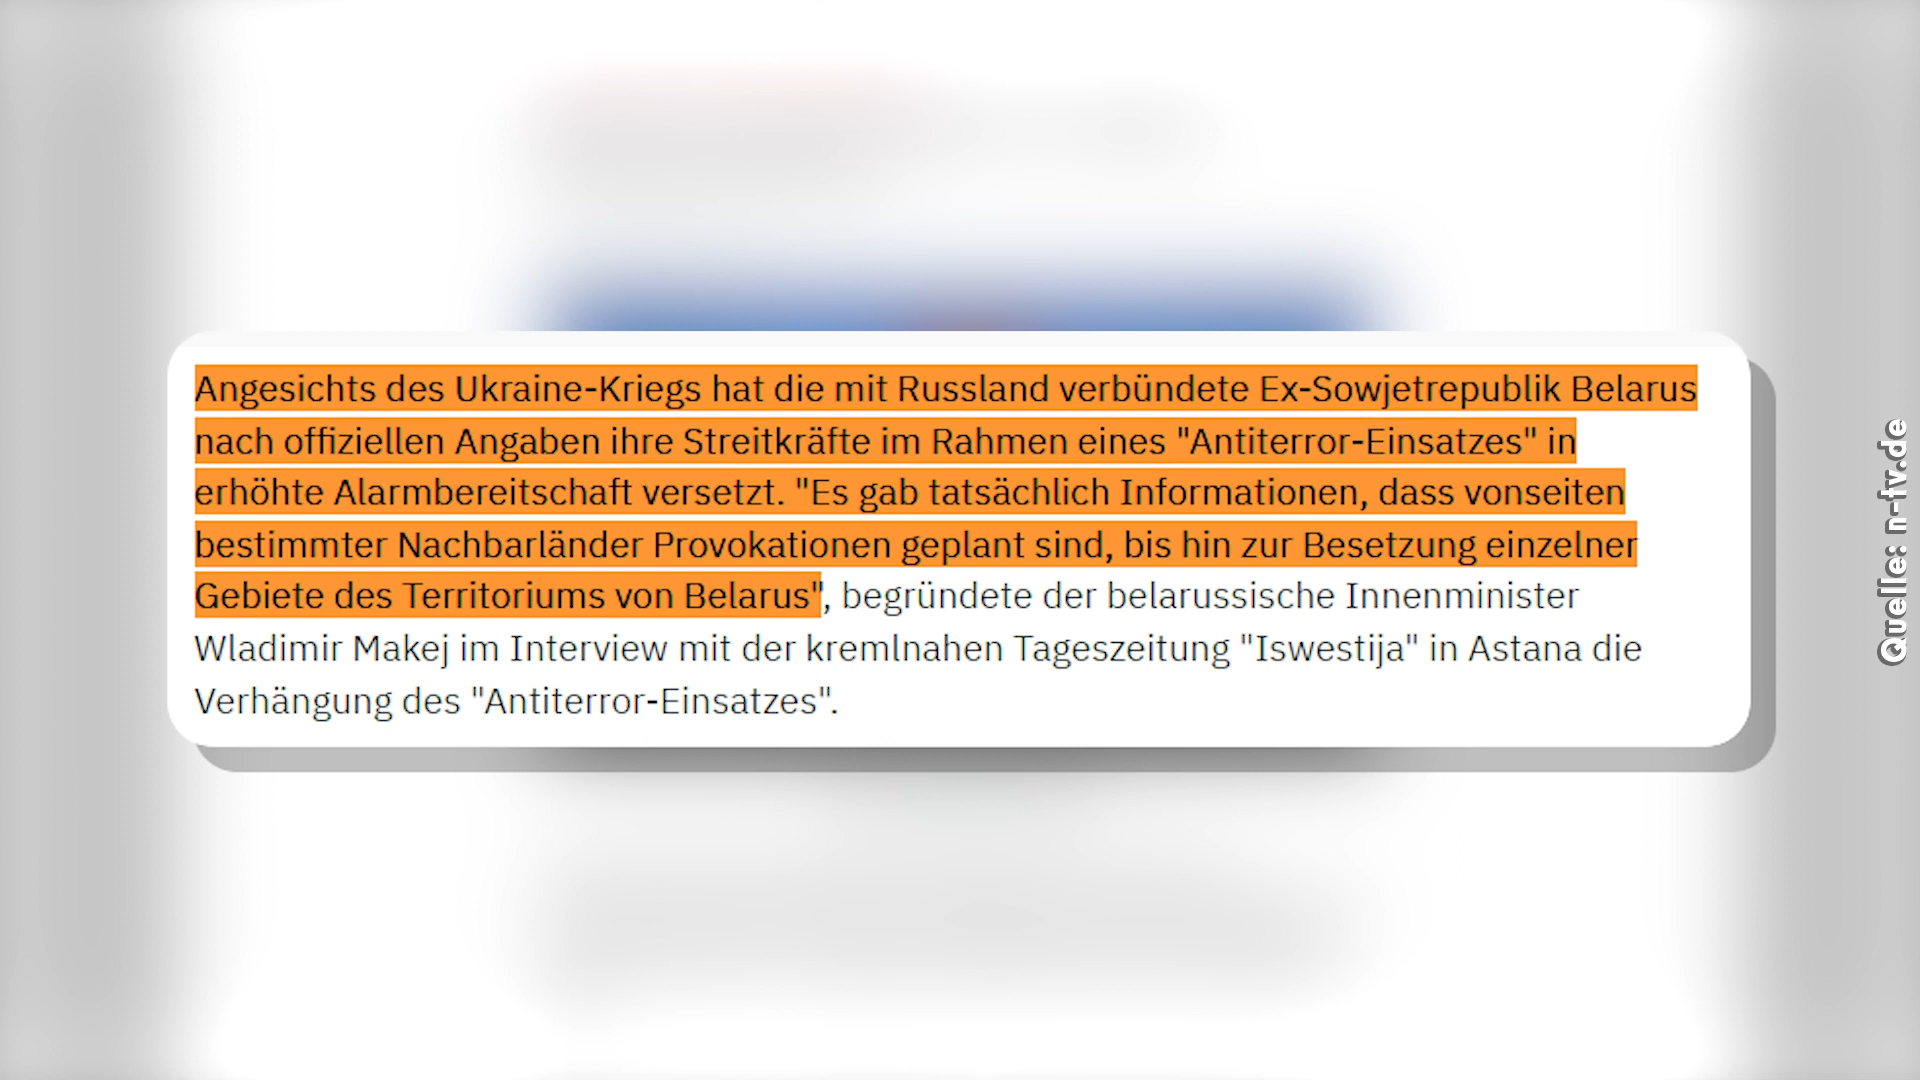 Angesichts des Ukraine-Kriegs hat die mit Russland verbündete Ex-Sowjetrepublik Belarus
nach offiziellen Angaben ihre Streitkräfte im Rahmen eines "Antiterror-Einsatzes" in
erhöhte Alarmbereitschaft versetzt. "Es gab tatsächlich Informationen, dass vonseiten
bestimmter Nachbarländer Provokationen geplant sind, bis hin zur Besetzung einzelner
Gebiete des Territoriums von Belarus", begründete der belarussische Innenminister
Wladimir Makej im Interview mit der kremlnahen Tageszeitung "Iswestija" in Astana die
Verhängung des "Antiterror-Einsatzes".
Quelle: n-tv.de